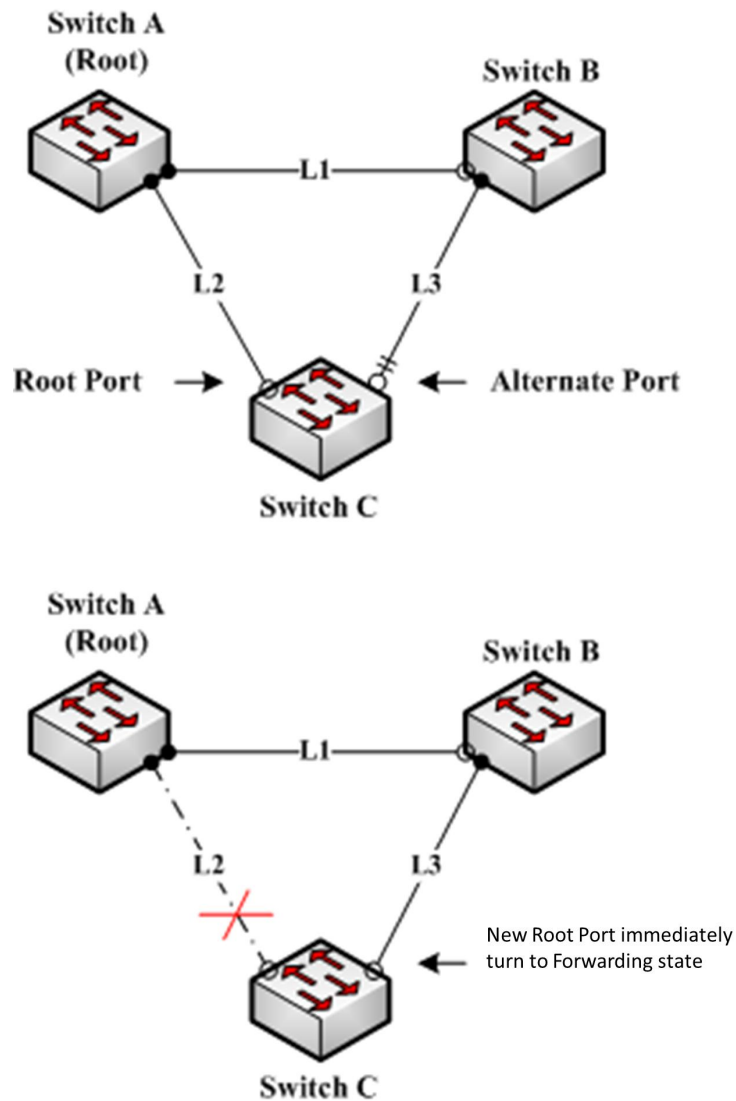 Switch A
(Root)
Switch B
L1
L2
L3
Root Port
Alternate Port
Switch C
Switch A
(Root)
Switch B
L1
L2
L3
New Root Port immediately
turn to Forwarding state
Switch C